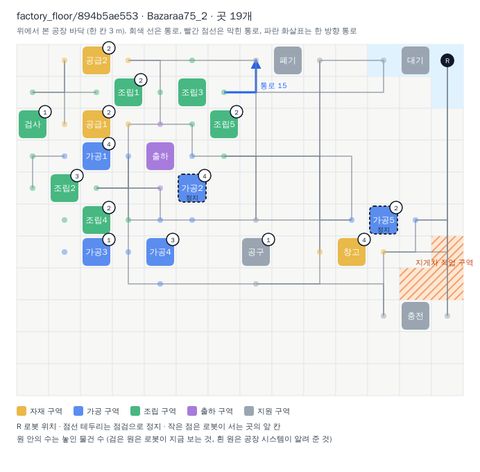 factory_floor/894b5ae553 · Bazaraa75_2 · 곳 19개
위에서 본 공장 바닥 (한 칸 3 m). 회색 선은 통로, 빨간 점선은 막힌 통로, 파란 화살표는 한 방향 통로
공급2 2
폐기
대기
R
통로 15
조립1 2
조립3
검사 1
공급1 2
조립5 2
가공1 4
출하
조립2 3
가공2 4
정지
조립4 2
가공5 2
정지
가공3 1
가공4 3
공구 1
창고 4
지게차 작업 구역
충전
자재 구역
가공 구역
조립 구역
출하 구역
지원 구역
R 로봇 위치 · 점선 테두리는 점검으로 정지 · 작은 점은 로봇이 서는 곳의 앞 칸
원 안의 수는 놓인 물건 수 (검은 원은 로봇이 지금 보는 것, 흰 원은 공장 시스템이 알려 준 것)